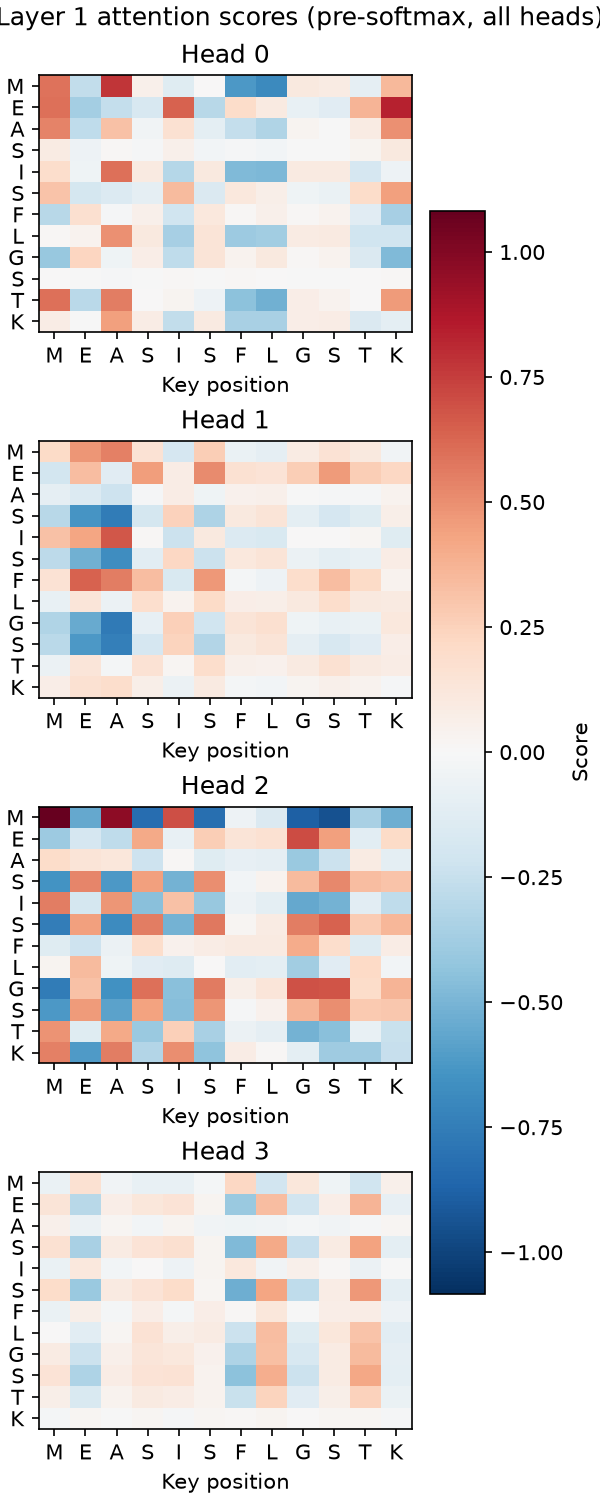 Layer 1 attention scores (pre-softmax, all heads)
Head 0
M
E
A
S
I
S
F
L
G
S
T
K
M E A S I S F L G S T K
Key position
Head 1
M
E
A
S
I
S
F
L
G
S
T
K
M E A S I S F L G S T K
Key position
Head 2
M
E
A
S
I
S
F
L
G
S
T
K
M E A S I S F L G S T K
Key position
Head 3
M
E
A
S
I
S
F
L
G
S
T
K
M E A S I S F L G S T K
Key position
1.00
0.75
0.50
0.25
0.00
−0.25
−0.50
−0.75
−1.00
Score